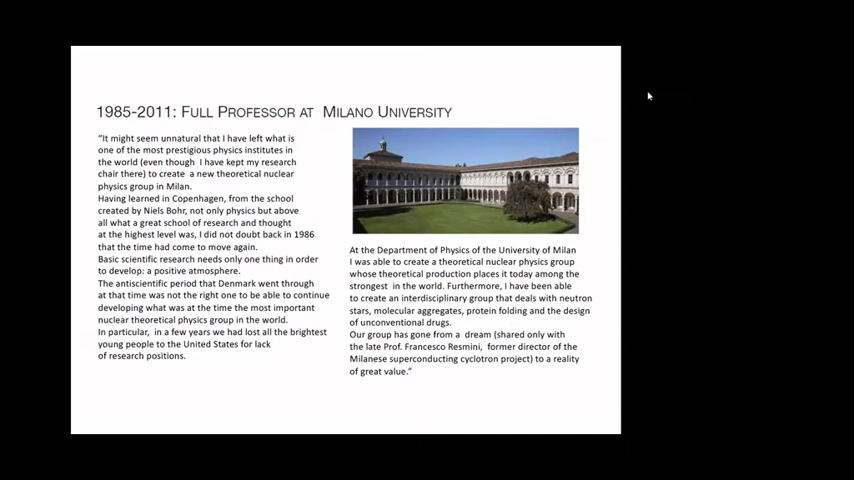 1985-2011: FULL PROFESSOR AT MILANO UNIVERSITY
"It might seem unnatural that I have left what is
one of the most prestigious physics institutes in
the world (even though I have kept my research
chair there) to create a new theoretical nuclear
physics group in Milan.
Having learned in Copenhagen, from the school
created by Niels Bohr, not only physics but above
all what a great school of research and thought
at the highest level was, I did not doubt back in 1986
that the time had come to move again.
Basic scientific research needs only one thing in order
to develop: a positive atmosphere.
The antiscientific period that Denmark went through
at that time was not the right one to be able to continue
developing what was at the time the most important
nuclear theoretical physics group in the world.
In particular, in a few years we had lost all the brightest
young people to the United States for lack
of research positions.
At the Department of Physics of the University of Milan
I was able to create a theoretical nuclear physics group
whose theoretical production places it today among the
strongest in the world. Furthermore, I have been able
to create an interdisciplinary group that deals with neutron
stars, molecular aggregates, protein folding and the design
of unconventional drugs.
Our group has gone from a dream (shared only with
the late Prof. Francesco Resmini, former director of the
Milanese superconducting cyclotron project) to a reality
of great value."